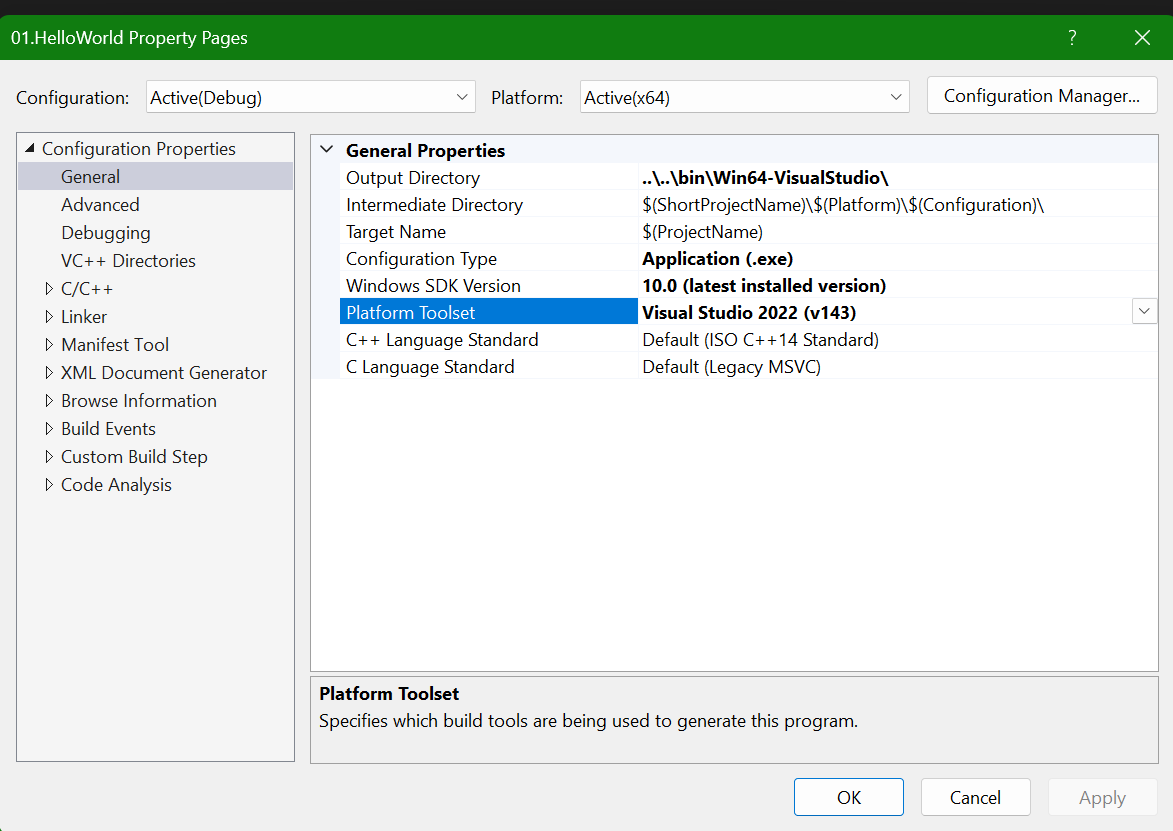 01.HelloWorld Property Pages
?
Configuration: Active(Debug) Platform: Active(x64) Configuration Manager...
Configuration Properties
General
Advanced
Debugging
VC++ Directories
C/C++
Linker
Manifest Tool
XML Document Generator
Browse Information
Build Events
Custom Build Step
Code Analysis
General Properties
Output Directory ..\..\bin\Win64-VisualStudio\
Intermediate Directory $(ShortProjectName)\$(Platform)\$(Configuration)\
Target Name $(ProjectName)
Configuration Type Application (.exe)
Windows SDK Version 10.0 (latest installed version)
Platform Toolset Visual Studio 2022 (v143)
C++ Language Standard Default (ISO C++14 Standard)
C Language Standard Default (Legacy MSVC)
Platform Toolset
Specifies which build tools are being used to generate this program.
OK Cancel Apply